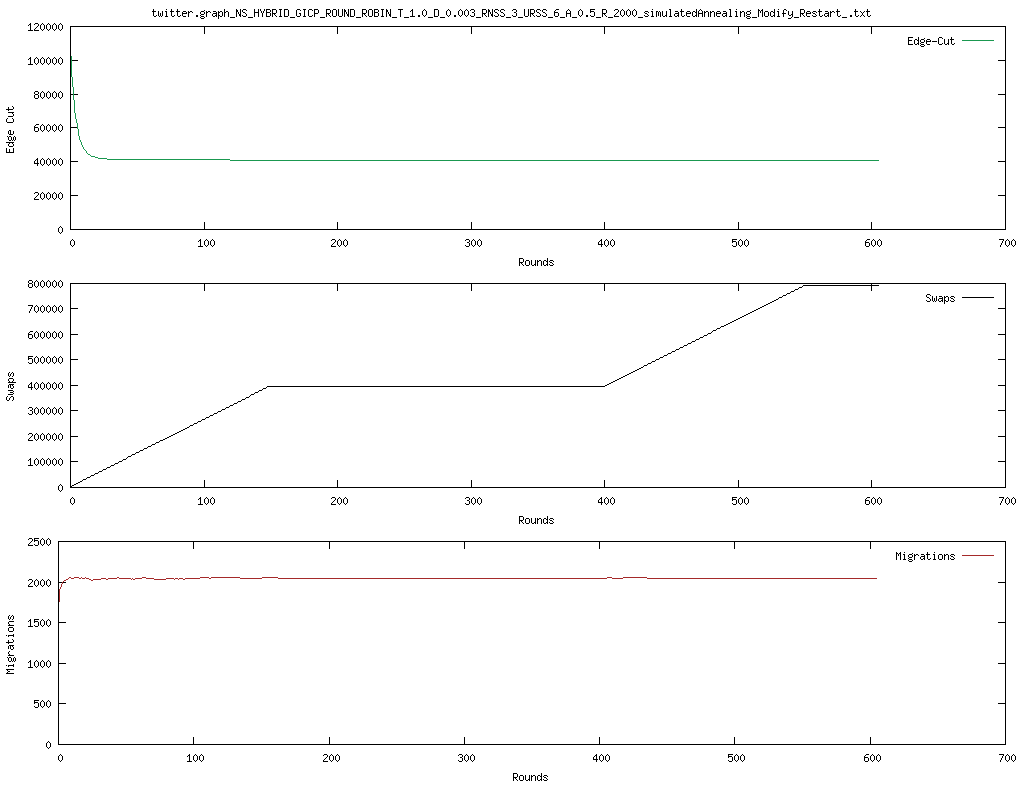 twitter.graph_NS_HYBRID_GICP_ROUND_ROBIN_T_1.0_D_0.003_RNSS_3_URSS_6_A_0.5_R_2000_simulatedAnnealing_Modify_Restart_.txt
120000
100000
80000
60000
40000
20000
0
Edge Cut
Edge-Cut
0 100 200 300 400 500 600 700
Rounds
800000
700000
600000
500000
400000
300000
200000
100000
0
Swaps
Swaps
0 100 200 300 400 500 600 700
Rounds
2500
2000
1500
1000
500
0
Migrations
Migrations
0 100 200 300 400 500 600 700
Rounds